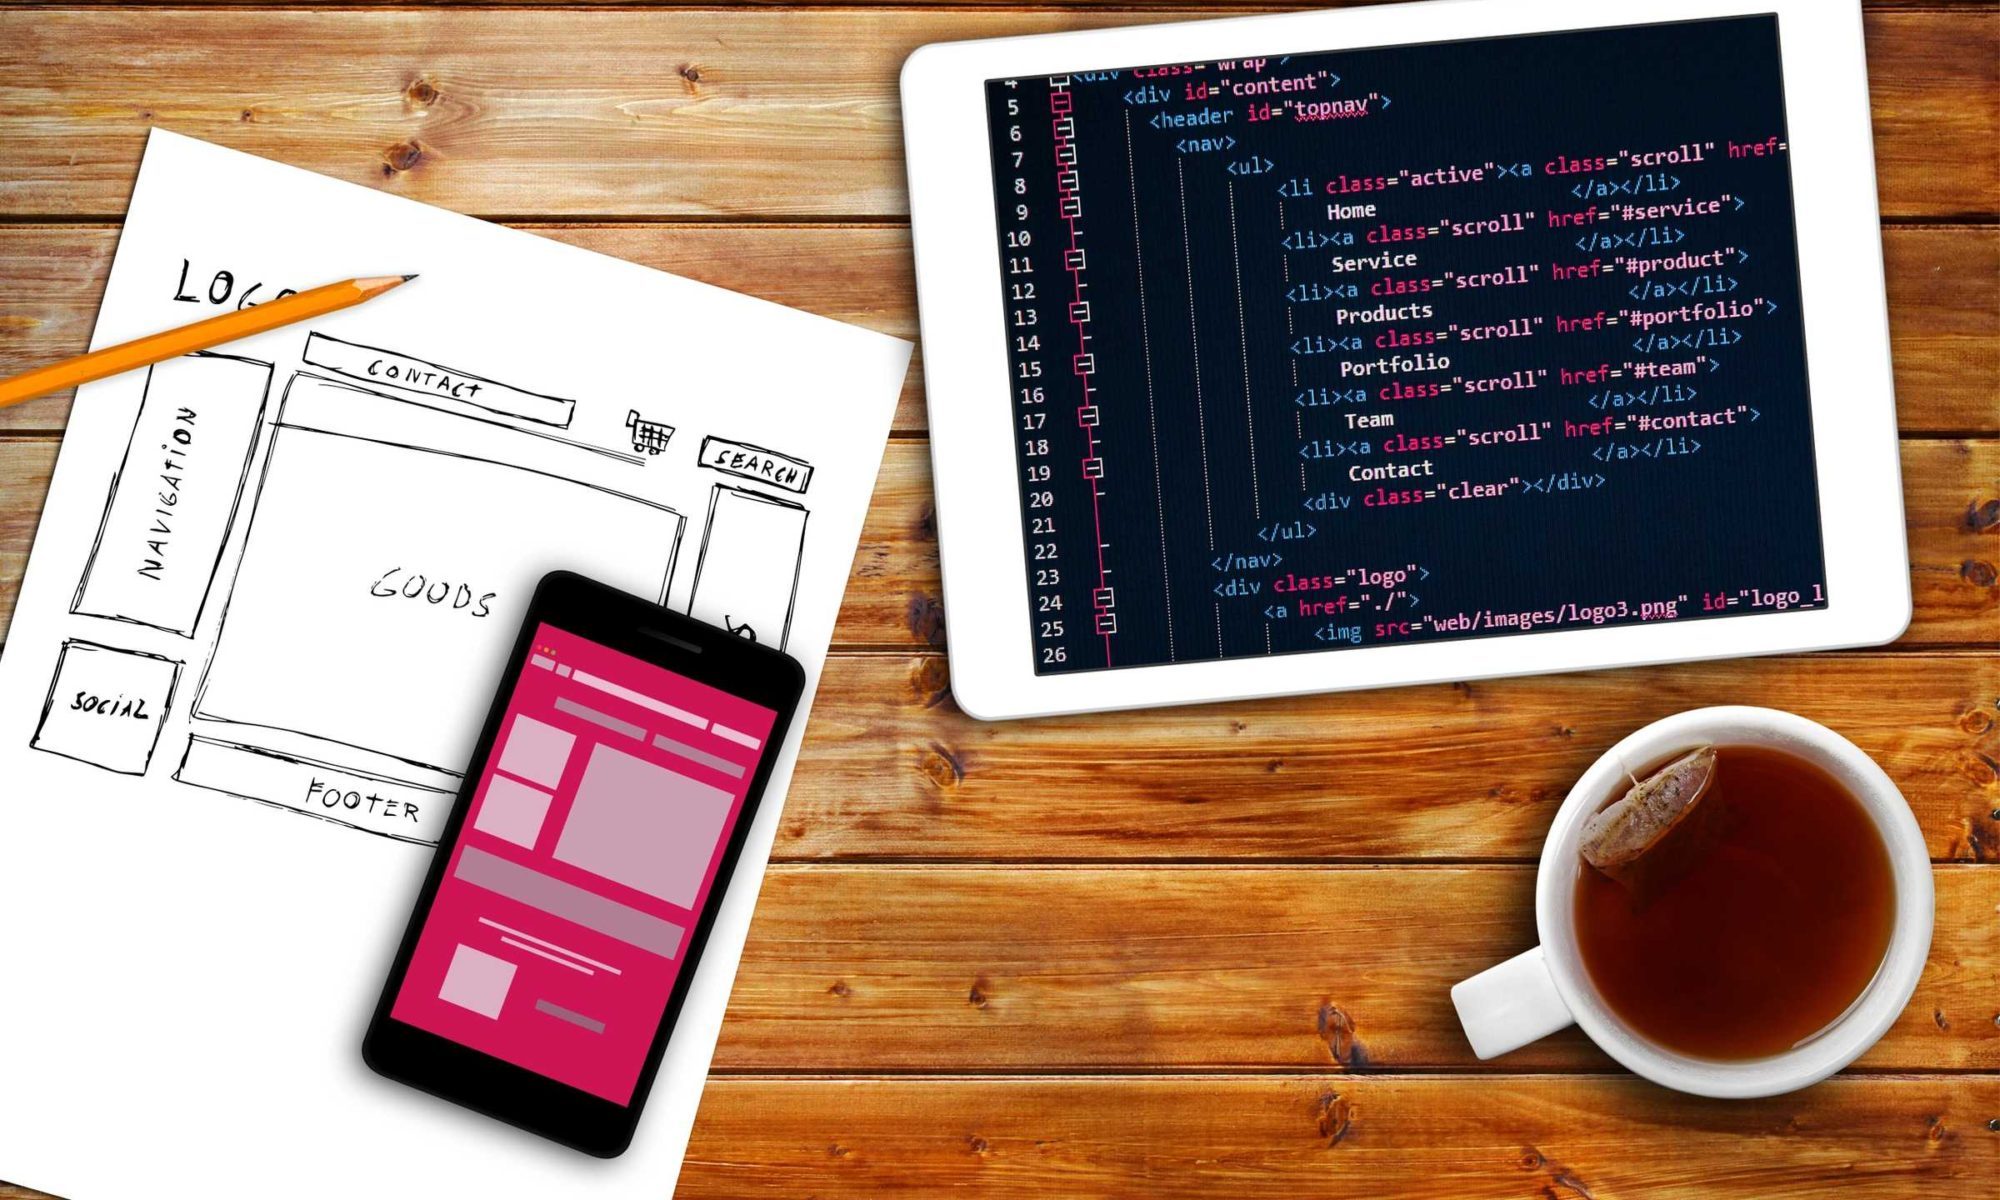 LOGO
CONTACT
SEARCH
NAVIGATION
GOODS
SOCIAL
FOOTER
4 <div class="wrap">
5 <div id="content">
6 <header id="topnav">
7 <nav>
8 <ul>
9 <li class="active"><a class="scroll" href=
10 Home </a></li>
11 <li><a class="scroll" href="#service">
12 Service </a></li>
13 <li><a class="scroll" href="#product">
14 Products </a></li>
15 <li><a class="scroll" href="#portfolio">
16 Portfolio </a></li>
17 <li><a class="scroll" href="#team">
18 Team </a></li>
19 <li><a class="scroll" href="#contact">
20 Contact </a></li>
21 <div class="clear"></div>
22 </ul>
23 </nav>
24 <div class="logo">
25 <a href="./">
26 <img src="web/images/logo3.png" id="logo_l